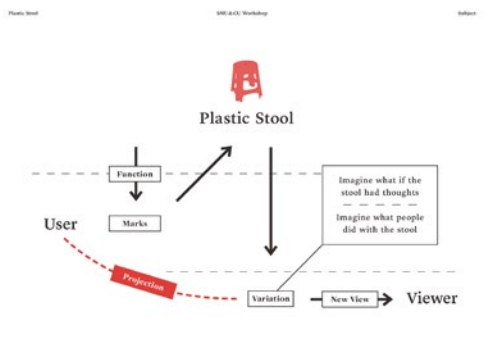 Plastic Stool
SMU & CU Workshop
Subject
Plastic Stool
Function
Imagine what if the
stool had thoughts
Imagine what people
did with the stool
User
Marks
Projection
Variation
New View
Viewer